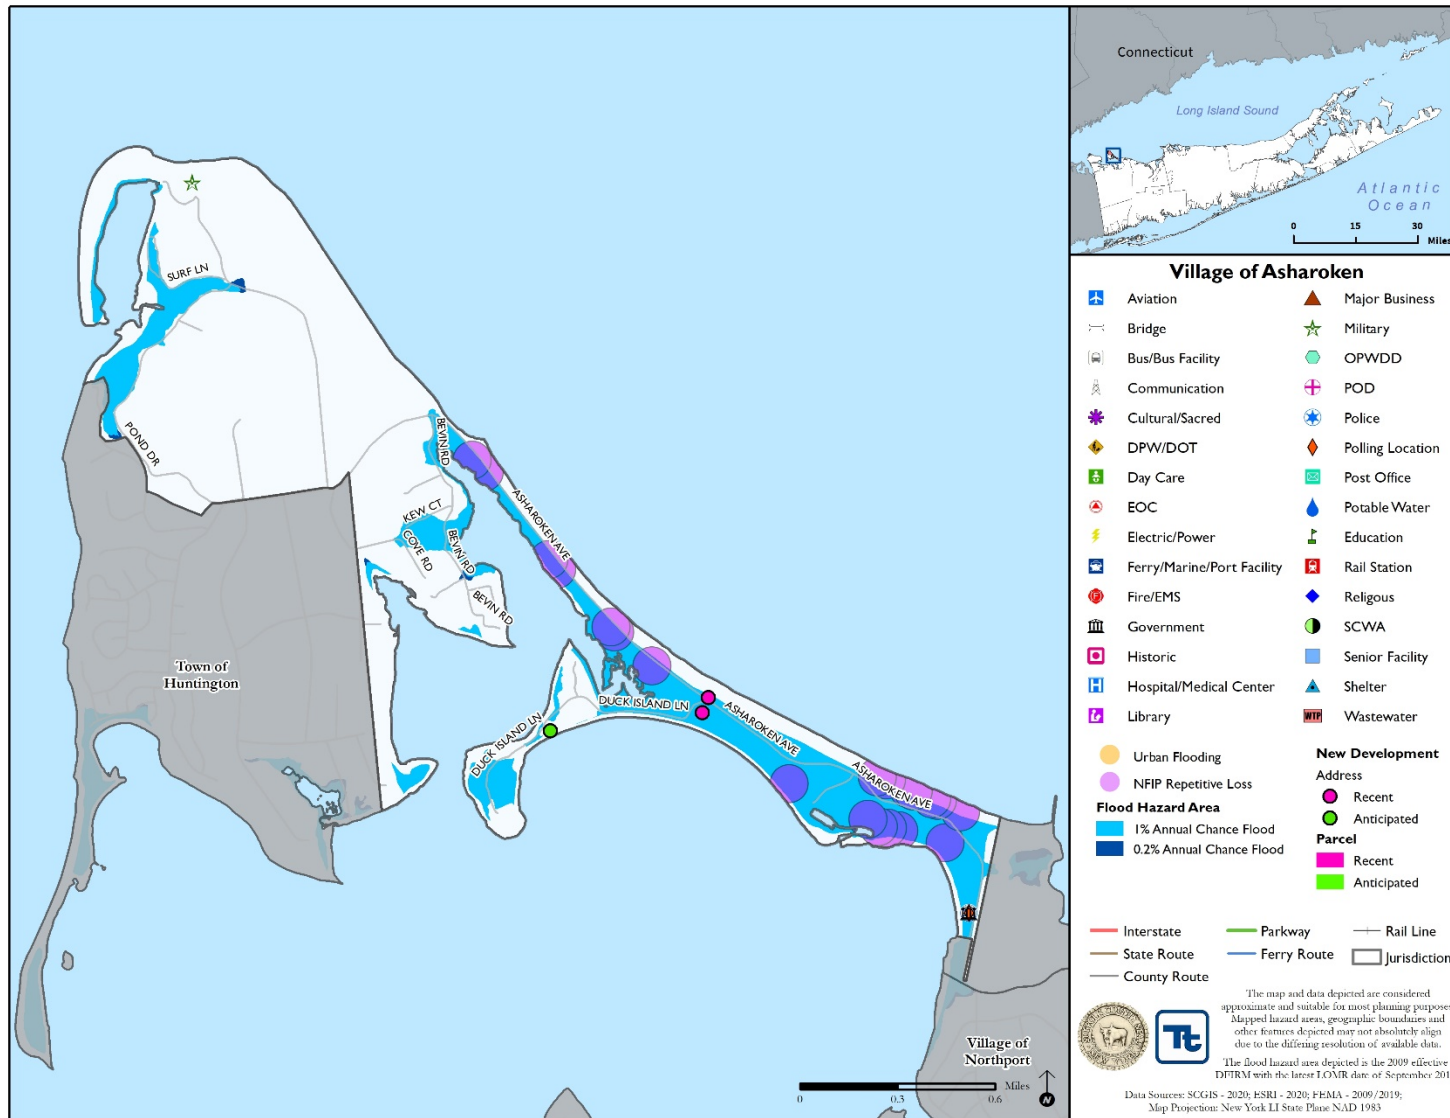 Connecticut
Long Island Sound
Atlantic
Ocean
0 15 30
Miles
SURF LN
POND DR
BEVIN RD
ASHAROKEN AVE
KEW CT
COVE RD
BEVIN RD
BEVIN RD
Town of
Huntington
DUCK ISLAND LN
DUCK ISLAND LN
ASHAROKEN AVE
ASHAROKEN AVE
Village of
Northport
Miles
0 0.3 0.6
N
Village of Asharoken
Aviation
Bridge
Bus/Bus Facility
Communication
Cultural/Sacred
DPW/DOT
Day Care
EOC
Electric/Power
Ferry/Marine/Port Facility
Fire/EMS
Government
Historic
Hospital/Medical Center
Library
Major Business
Military
OPWDD
POD
Police
Polling Location
Post Office
Potable Water
Education
Rail Station
Religous
SCWA
Senior Facility
Shelter
WTP Wastewater
Urban Flooding
NFIP Repetitive Loss
Flood Hazard Area
1% Annual Chance Flood
0.2% Annual Chance Flood
New Development
Address
Recent
Anticipated
Parcel
Recent
Anticipated
Interstate
State Route
County Route
Parkway
Ferry Route
Rail Line
Jurisdiction
Tt
The map and data depicted are considered
approximate and suitable for most planning purposes
Mapped hazard areas, geographic boundaries and
other features depicted may not absolutely align
due to the differing resolution of available data.
The flood hazard area depicted is the 2009 effective
DFIRM with the latest LOMR date of September 201
Data Sources: SCGIS - 2020; ESRI - 2020; FEMA - 2009/2019;
Map Projection: New York LI State Plane NAD 1983